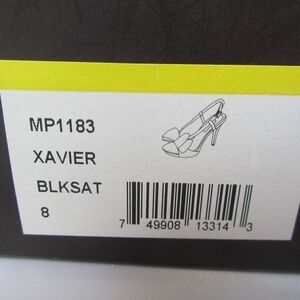 MP1183
XAVIER
BLKSAT
8
7 49908 13314 3